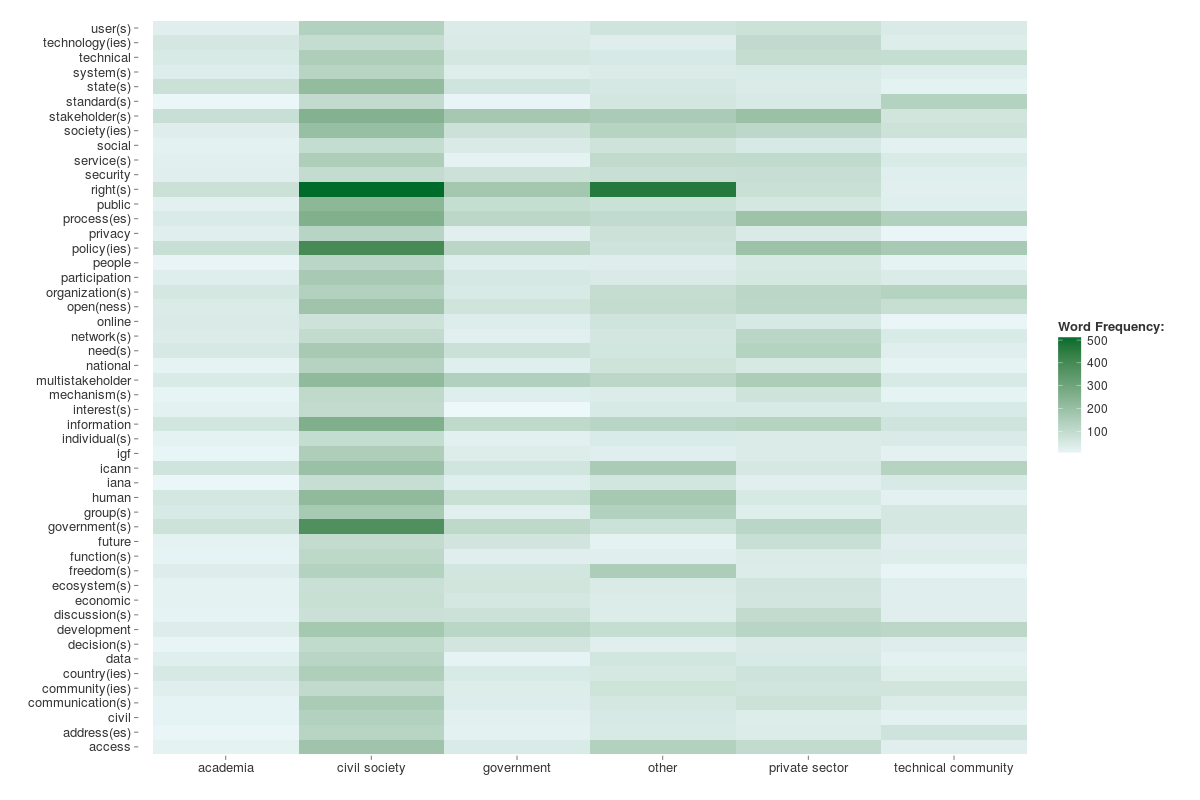 user(s)
technology(ies)
technical
system(s)
state(s)
standard(s)
stakeholder(s)
society(ies)
social
service(s)
security
right(s)
public
process(es)
privacy
policy(ies)
people
participation
organization(s)
open(ness)
online
network(s)
need(s)
national
multistakeholder
mechanism(s)
interest(s)
information
individual(s)
igf
icann
iana
human
group(s)
government(s)
future
function(s)
freedom(s)
ecosystem(s)
economic
discussion(s)
development
decision(s)
data
country(ies)
community(ies)
communication(s)
civil
address(es)
access
academia civil society government other private sector technical community
Word Frequency:
500
400
300
200
100